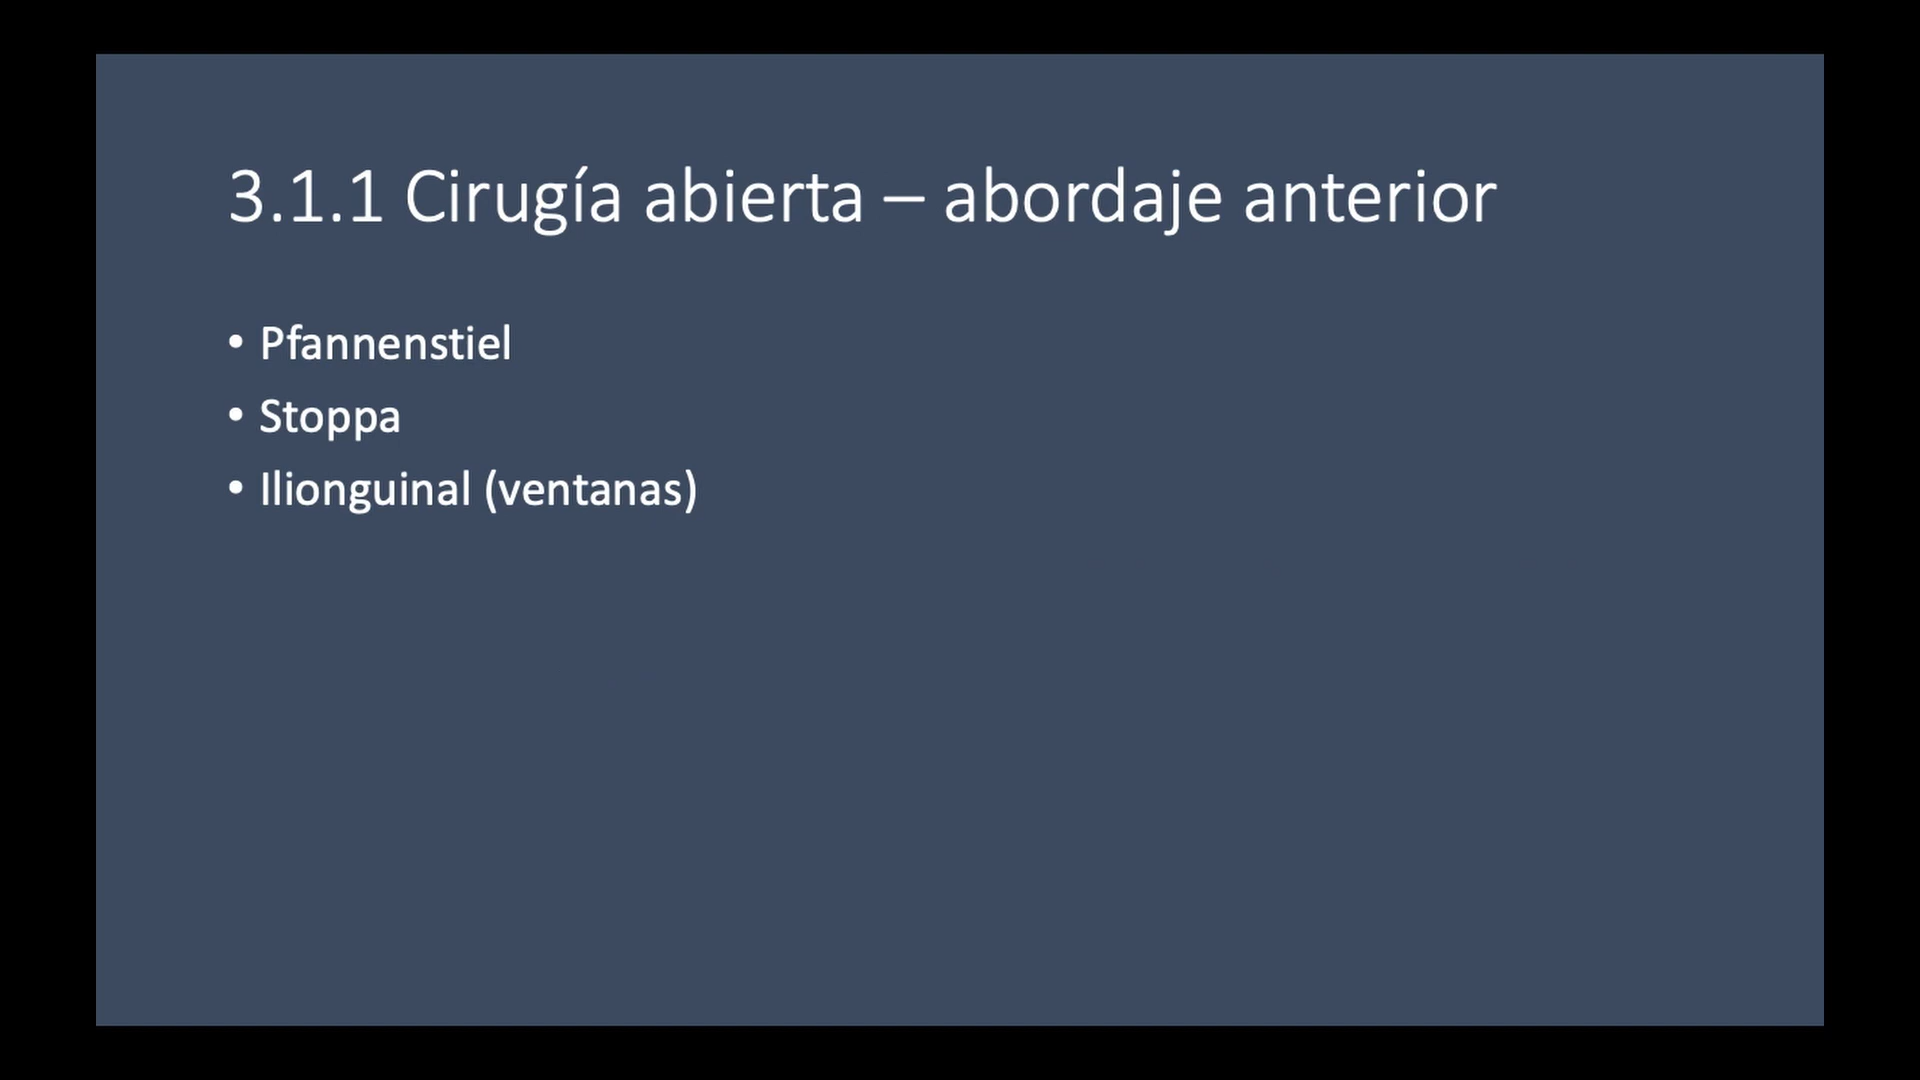 3.1.1 Cirugía abierta – abordaje anterior
• Pfannenstiel
• Stoppa
• Ilionguinal (ventanas)